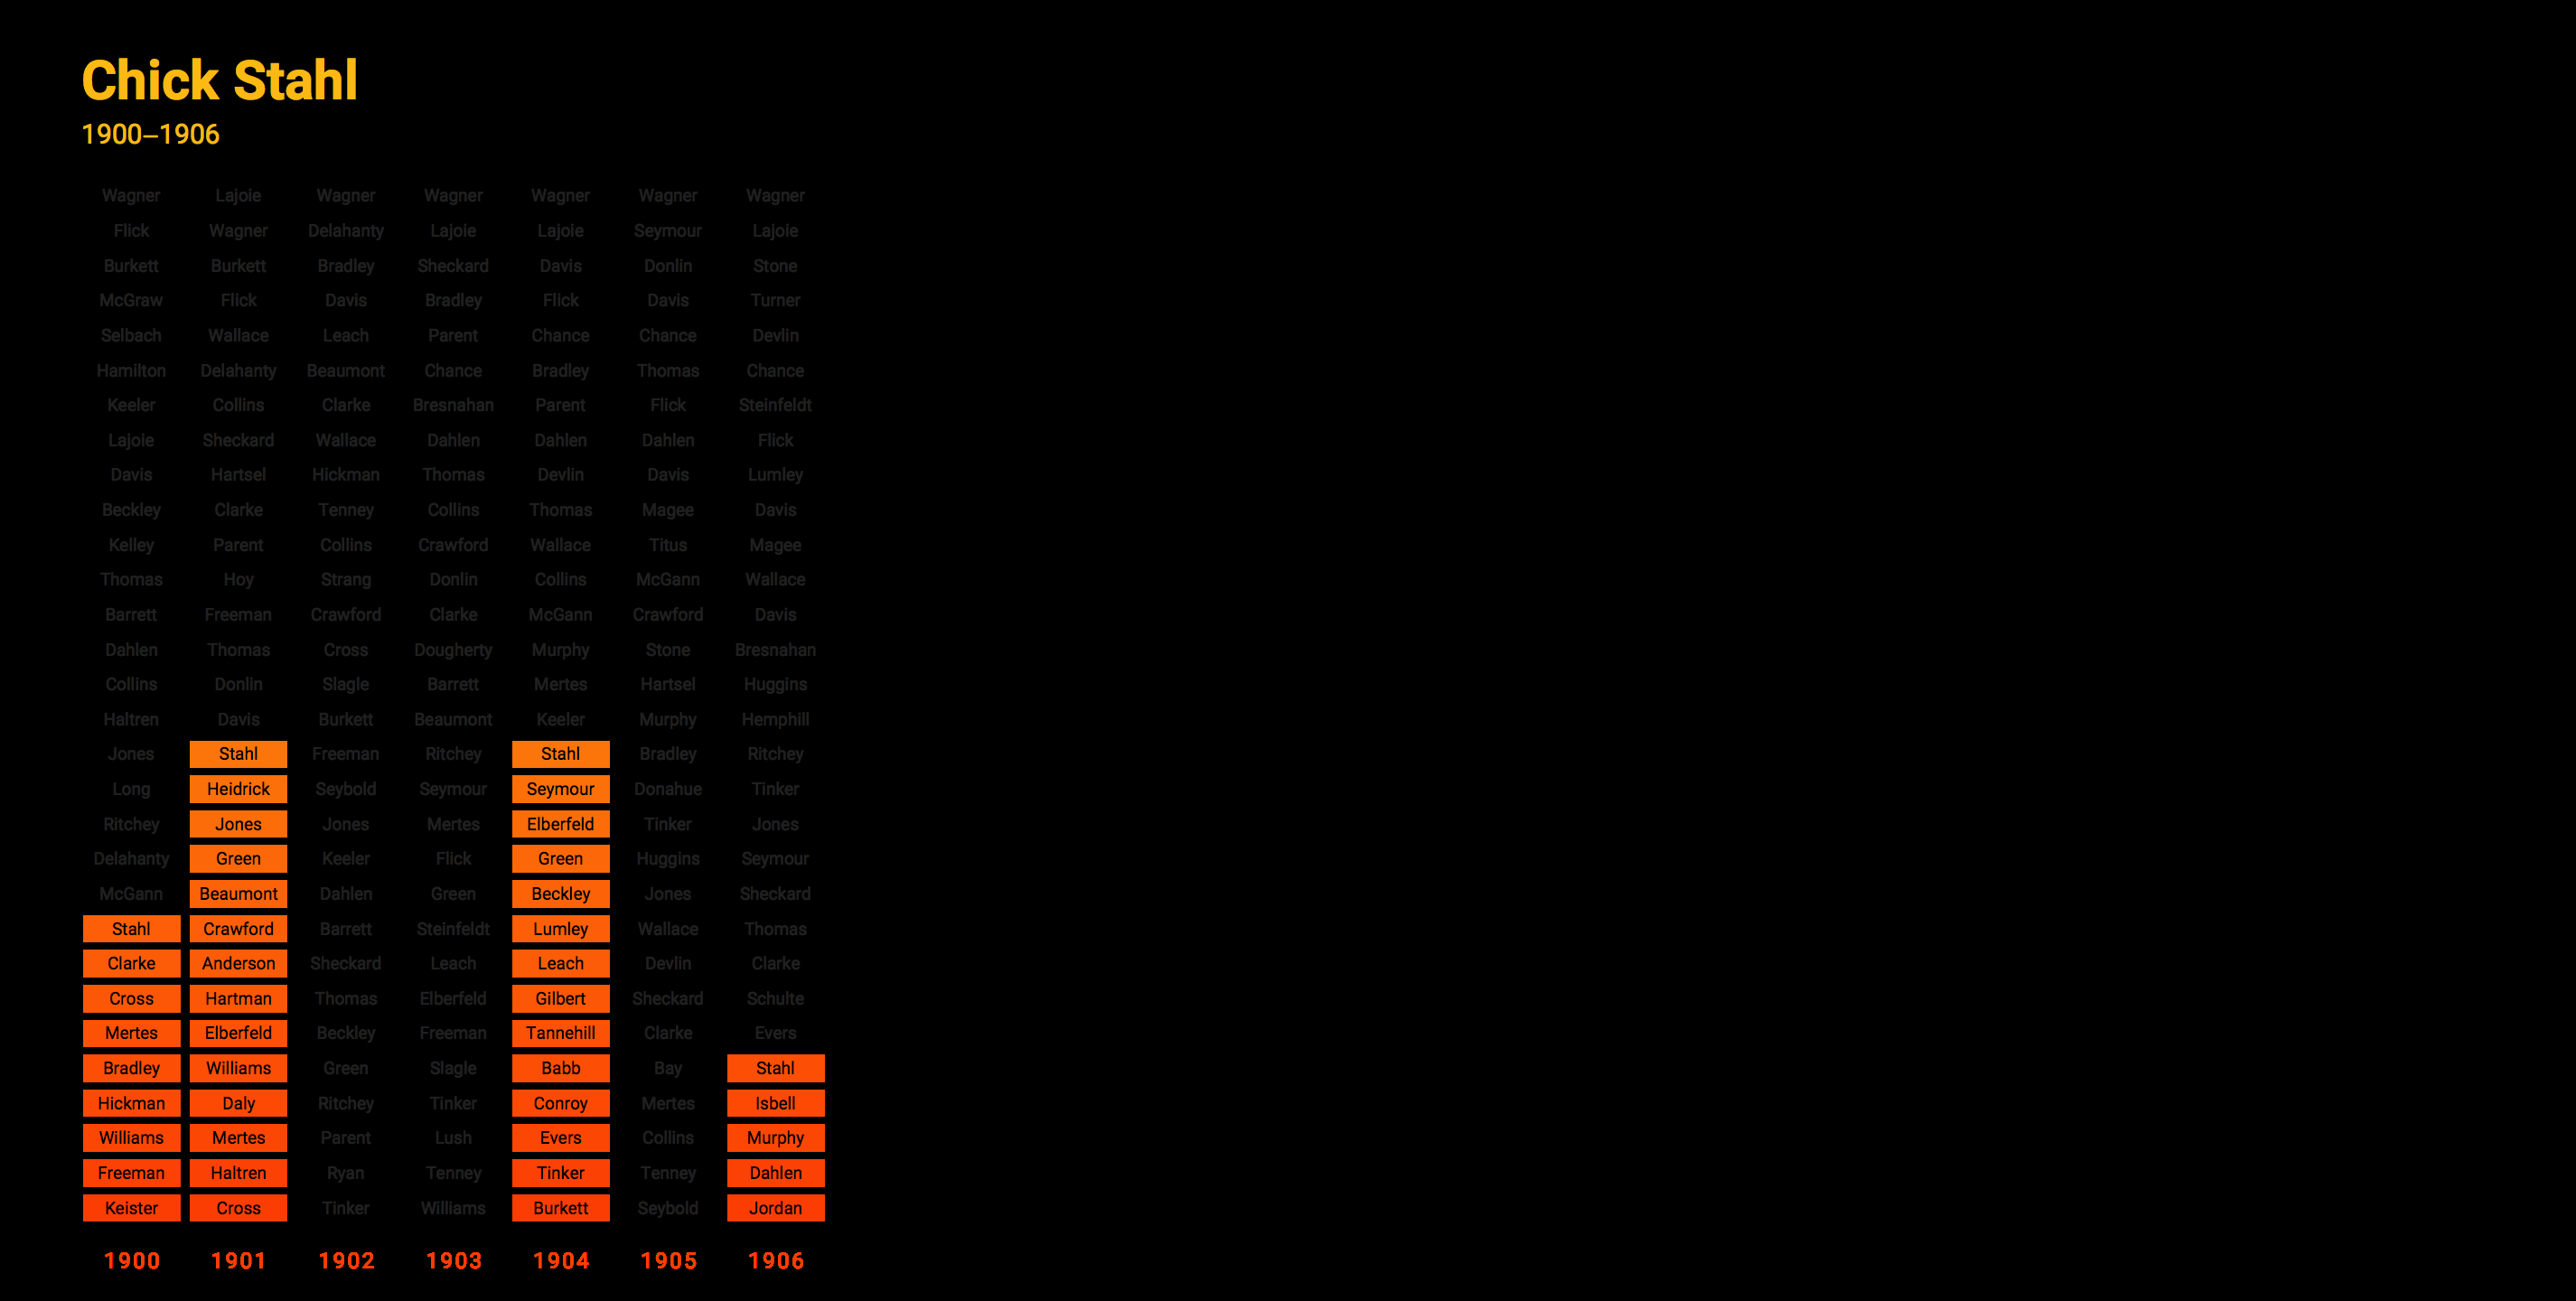 Chick Stahl
1900–1906
Wagner Lajoie Wagner Wagner Wagner Wagner Wagner
Flick Wagner Delahanty Lajoie Lajoie Seymour Lajoie
Burkett Burkett Bradley Sheckard Davis Donlin Stone
McGraw Flick Davis Bradley Flick Davis Turner
Selbach Wallace Leach Parent Chance Chance Devlin
Hamilton Delahanty Beaumont Chance Bradley Thomas Chance
Keeler Collins Clarke Bresnahan Parent Flick Steinfeldt
Lajoie Sheckard Wallace Dahlen Dahlen Dahlen Flick
Davis Hartsel Hickman Thomas Devlin Davis Lumley
Beckley Clarke Tenney Collins Thomas Magee Davis
Kelley Parent Collins Crawford Wallace Titus Magee
Thomas Hoy Strang Donlin Collins McGann Wallace
Barrett Freeman Crawford Clarke McGann Crawford Davis
Dahlen Thomas Cross Dougherty Murphy Stone Bresnahan
Collins Donlin Slagle Barrett Mertes Hartsel Huggins
Haltren Davis Burkett Beaumont Keeler Murphy Hemphill
Jones Stahl Freeman Ritchey Stahl Bradley Ritchey
Long Heidrick Seybold Seymour Seymour Donahue Tinker
Ritchey Jones Jones Mertes Elberfeld Tinker Jones
Delahanty Green Keeler Flick Green Huggins Seymour
McGann Beaumont Dahlen Green Beckley Jones Sheckard
Stahl Crawford Barrett Steinfeldt Lumley Wallace Thomas
Clarke Anderson Sheckard Leach Leach Devlin Clarke
Cross Hartman Thomas Elberfeld Gilbert Sheckard Schulte
Mertes Elberfeld Beckley Freeman Tannehill Clarke Evers
Bradley Williams Green Slagle Babb Bay Stahl
Hickman Daly Ritchey Tinker Conroy Mertes Isbell
Williams Mertes Parent Lush Evers Collins Murphy
Freeman Haltren Ryan Tenney Tinker Tenney Dahlen
Keister Cross Tinker Williams Burkett Seybold Jordan
1900 1901 1902 1903 1904 1905 1906